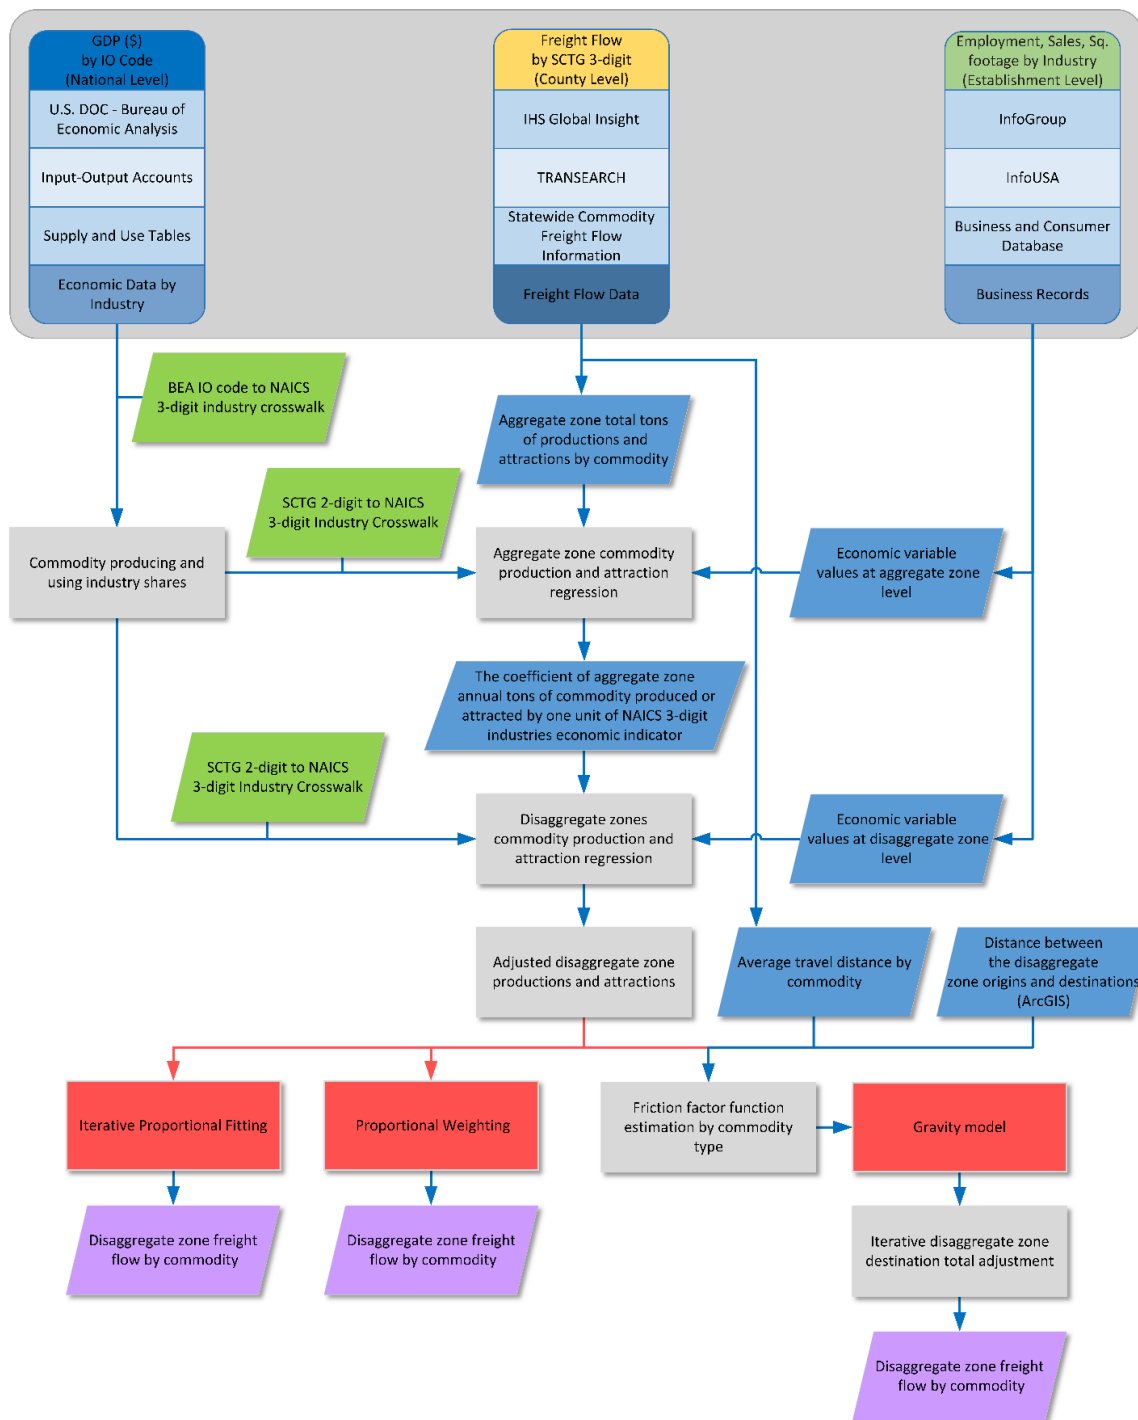 GDP ($)
by IO Code
(National Level)
U.S. DOC - Bureau of
Economic Analysis
Input-Output Accounts
Supply and Use Tables
Economic Data by
Industry
Freight Flow
by SCTG 3-digit
(County Level)
IHS Global Insight
TRANSEARCH
Statewide Commodity
Freight Flow
Information
Freight Flow Data
Employment, Sales, Sq.
footage by Industry
(Establishment Level)
InfoGroup
InfoUSA
Business and Consumer
Database
Business Records
BEA IO code to NAICS
3-digit industry crosswalk
Aggregate zone total tons
of productions and
attractions by commodity
SCTG 2-digit to NAICS
3-digit Industry Crosswalk
Commodity producing and
using industry shares
Aggregate zone commodity
production and attraction
regression
Economic variable
values at aggregate zone
level
The coefficient of aggregate zone
annual tons of commodity produced or
attracted by one unit of NAICS 3-digit
industries economic indicator
SCTG 2-digit to NAICS
3-digit Industry Crosswalk
Disaggregate zones
commodity production and
attraction regression
Economic variable
values at disaggregate zone
level
Adjusted disaggregate zone
productions and attractions
Average travel distance by
commodity
Distance between
the disaggregate
zone origins and destinations
(ArcGIS)
Iterative Proportional Fitting
Proportional Weighting
Friction factor function
estimation by commodity
type
Gravity model
Disaggregate zone freight
flow by commodity
Disaggregate zone freight
flow by commodity
Iterative disaggregate zone
destination total adjustment
Disaggregate zone freight
flow by commodity